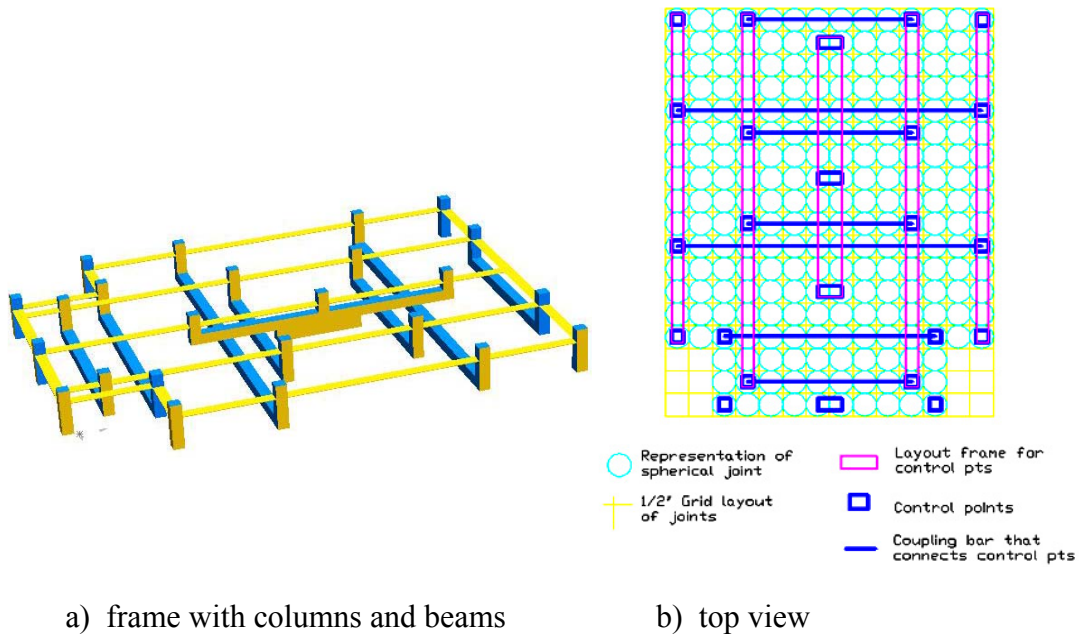 Representation of
spherical joint
1/2" Grid layout
of joints
Layout frame for
control pts
Control points
Coupling bar that
connects control pts
a) frame with columns and beams
b) top view